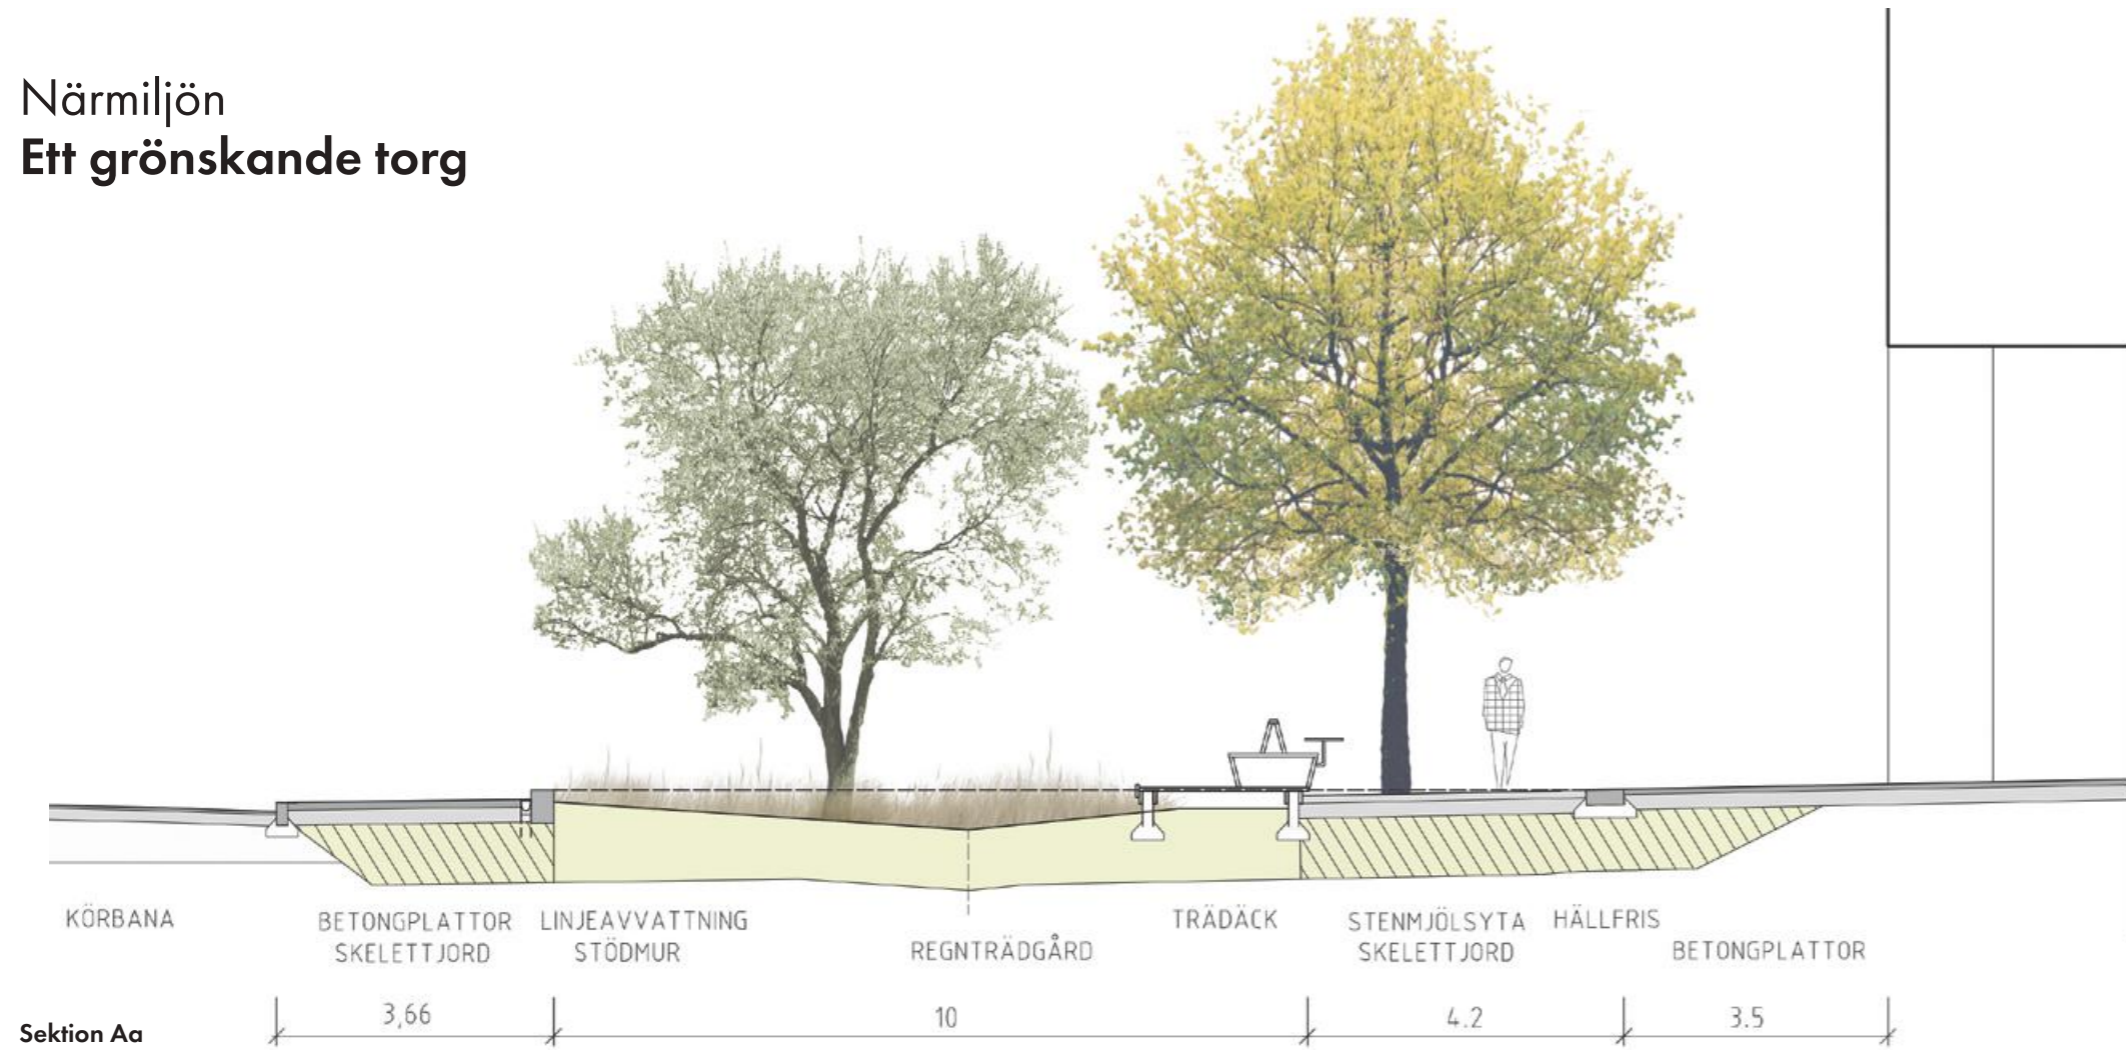 Närmiljön
Ett grönskande torg
KÖRBANA
BETONGPLATTOR
SKELETTJORD
LINJEAVVATTNING
STÖDMUR
REGNTRÄDGÅRD
TRÄDÄCK
STENMJÖLSYTA
SKELETTJORD
HÄLLFRIS
BETONGPLATTOR
3,66
10
4.2
3.5
Sektion Aa